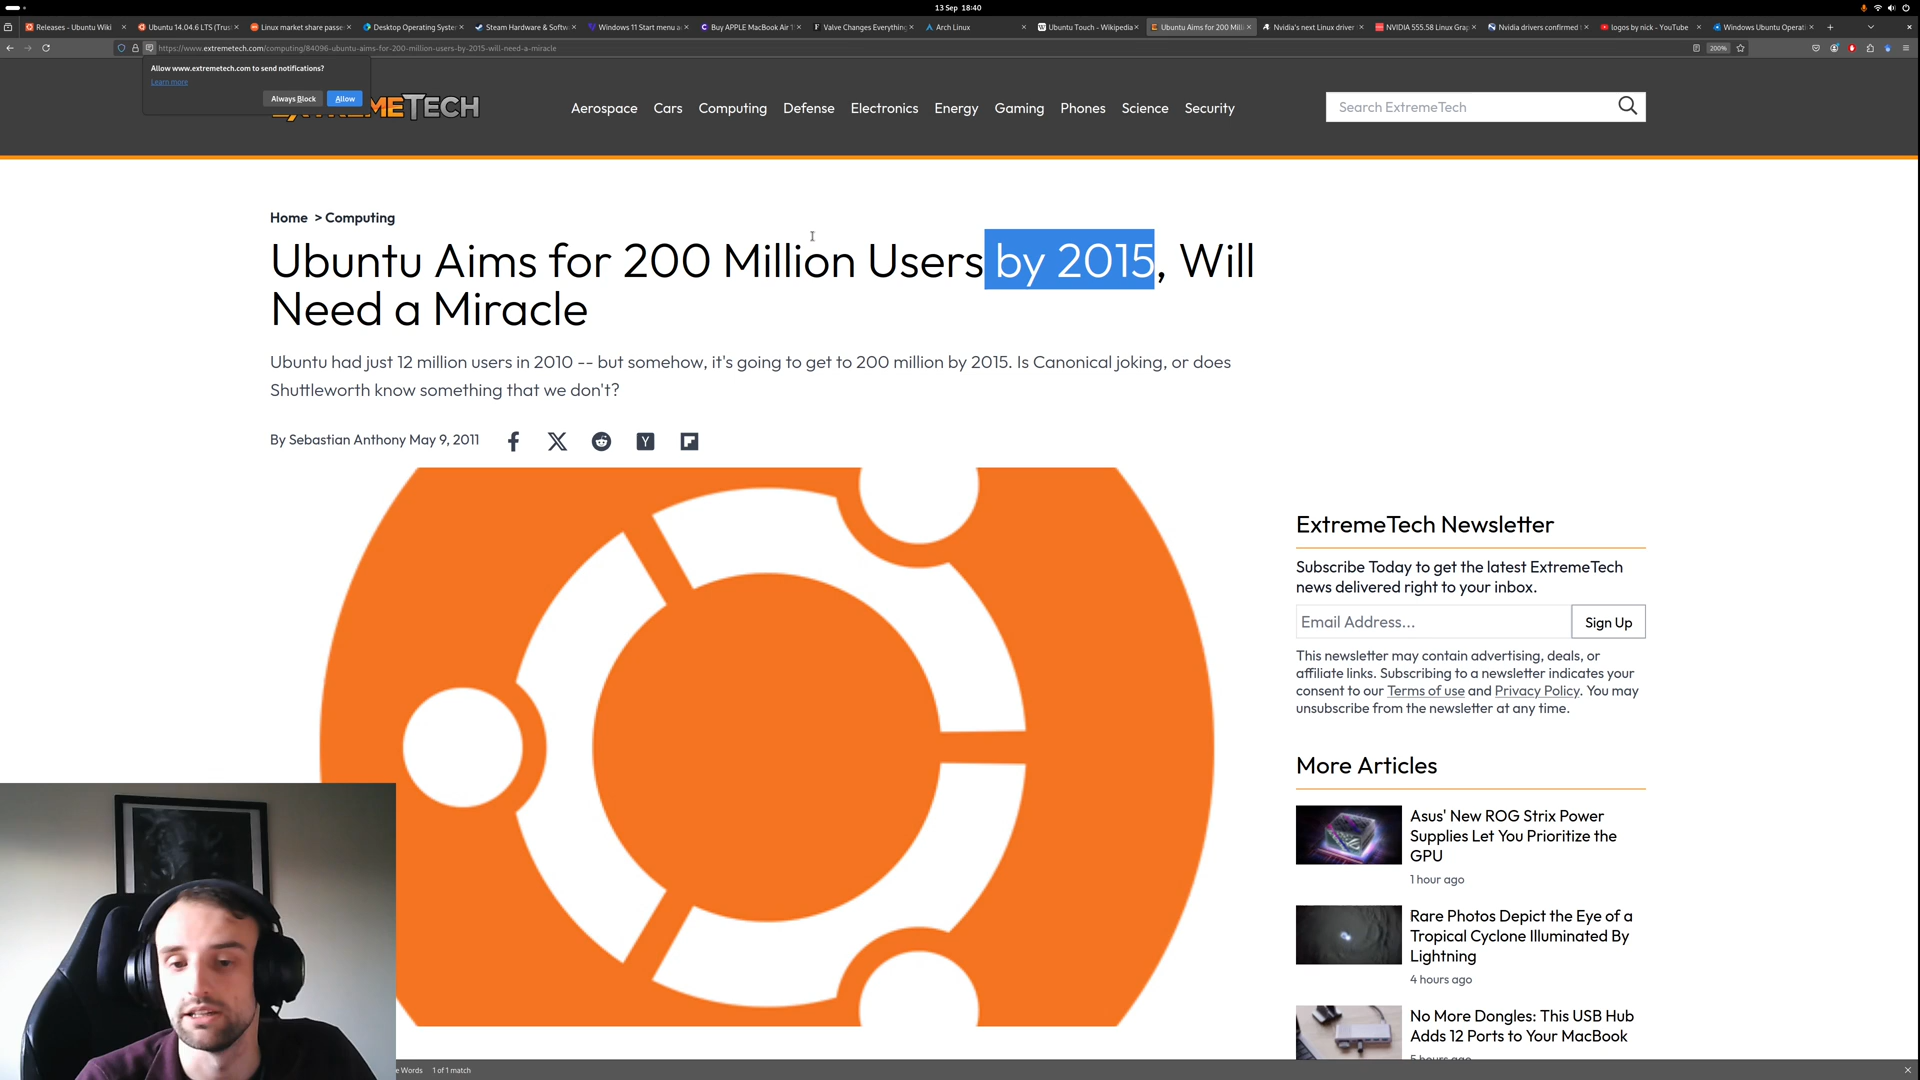 13 Sep 18:40
Releases - Ubuntu Wiki
Ubuntu 14.04.6 LTS (Trus
Linux market share passe
Desktop Operating Syste
Steam Hardware & Softw
Windows 11 Start menu a
Buy APPLE MacBook Air 1
Valve Changes Everything
Arch Linux
Ubuntu Touch - Wikipedia
Ubuntu Aims for 200 Mill
Nvidia's next Linux driver
NVIDIA 555.58 Linux Gra
Nvidia drivers confirmed
logos by nick - YouTube
Windows Ubuntu Operat
https://www.extremetech.com/computing/84096-ubuntu-aims-for-200-million-users-by-2015-will-need-a-miracle
200%
Allow www.extremetech.com to send notifications?
Learn more
Always Block
Allow
EXTREMETECH
Aerospace
Cars
Computing
Defense
Electronics
Energy
Gaming
Phones
Science
Security
Search ExtremeTech
Home > Computing
Ubuntu Aims for 200 Million Users by 2015, Will
Need a Miracle
Ubuntu had just 12 million users in 2010 -- but somehow, it's going to get to 200 million by 2015. Is Canonical joking, or does
Shuttleworth know something that we don't?
By Sebastian Anthony May 9, 2011
ExtremeTech Newsletter
Subscribe Today to get the latest ExtremeTech
news delivered right to your inbox.
Email Address...
Sign Up
This newsletter may contain advertising, deals, or
affiliate links. Subscribing to a newsletter indicates your
consent to our Terms of use and Privacy Policy. You may
unsubscribe from the newsletter at any time.
More Articles
Asus' New ROG Strix Power
Supplies Let You Prioritize the
GPU
1 hour ago
Rare Photos Depict the Eye of a
Tropical Cyclone Illuminated By
Lightning
4 hours ago
No More Dongles: This USB Hub
Adds 12 Ports to Your MacBook
5 hours ago
e Words
1 of 1 match